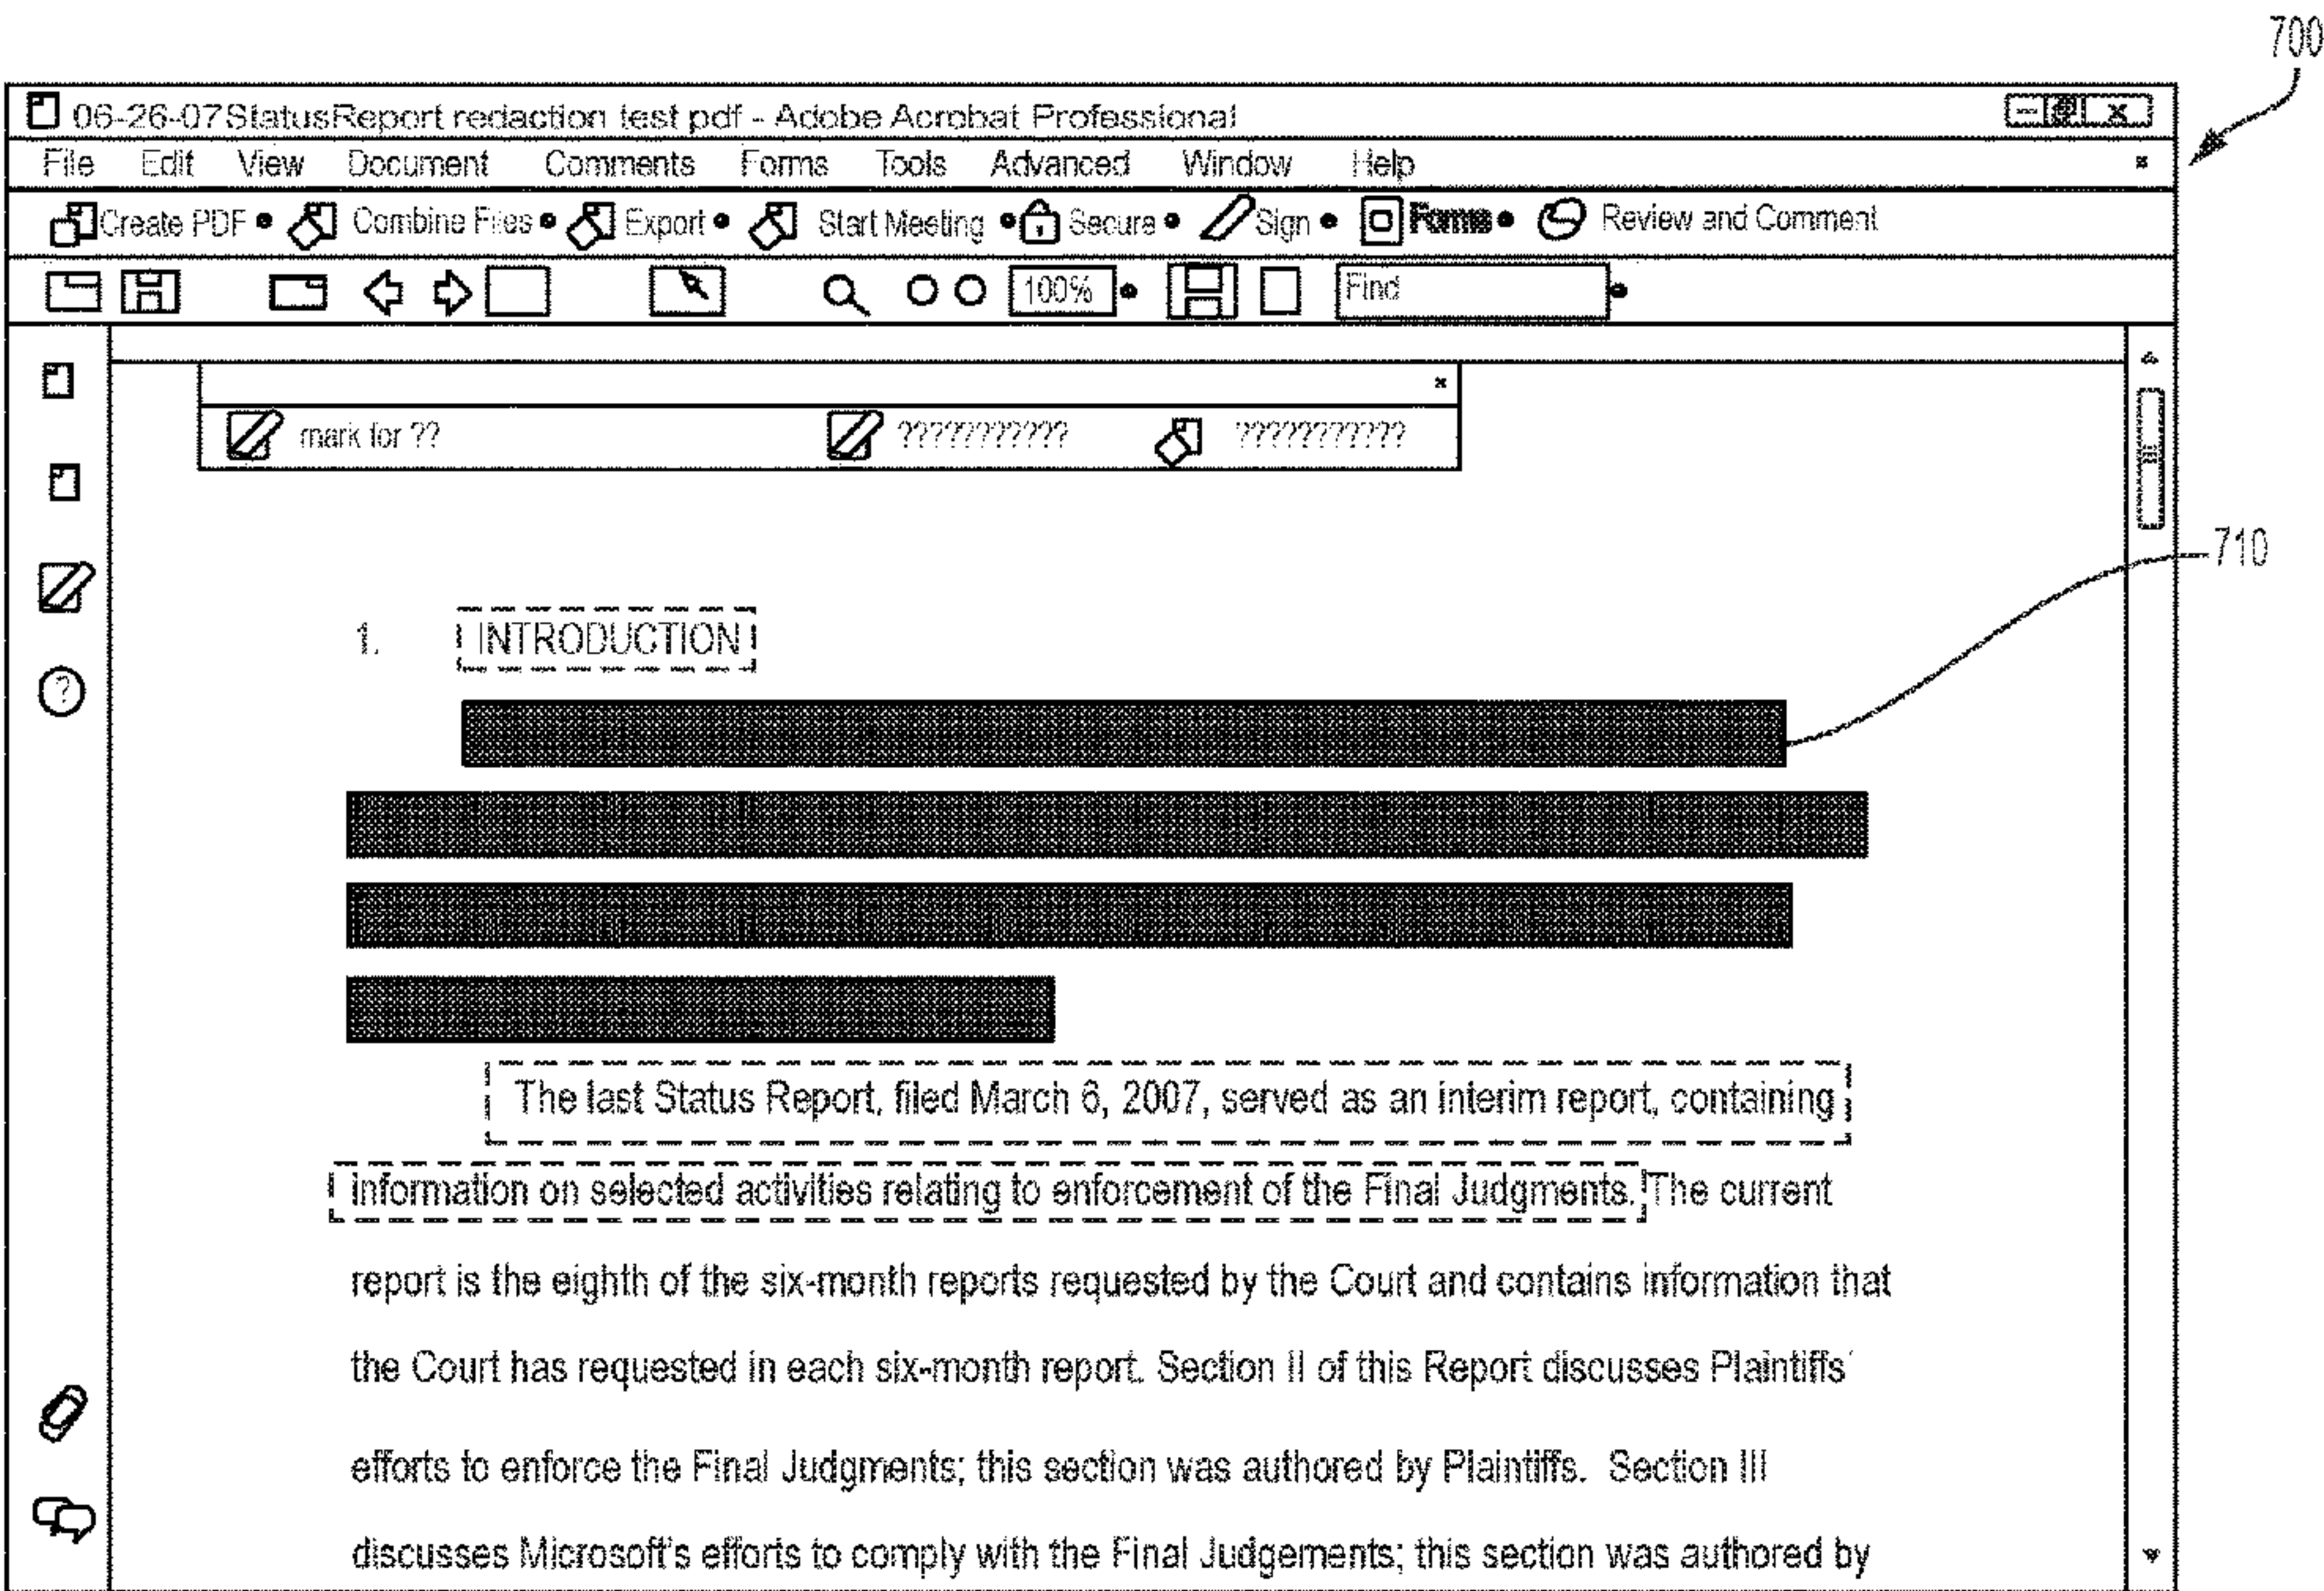 700
06-26-07StatusReport redaction test pdf - Adobe Acrobat Professional
File Edit View Document Comments Forms Tools Advanced Window Help
Create PDF Combine Files Export Start Meeting Secure Sign Forms Review and Comment
100% Find
mark for ?? ??????????? ???????????
710
1. INTRODUCTION
?
The last Status Report, filed March 6, 2007, served as an interim report, containing
information on selected activities relating to enforcement of the Final Judgments. The current
report is the eighth of the six-month reports requested by the Court and contains information that
the Court has requested in each six-month report. Section II of this Report discusses Plaintiffs'
efforts to enforce the Final Judgments; this section was authored by Plaintiffs. Section III
discusses Microsoft's efforts to comply with the Final Judgements; this section was authored by